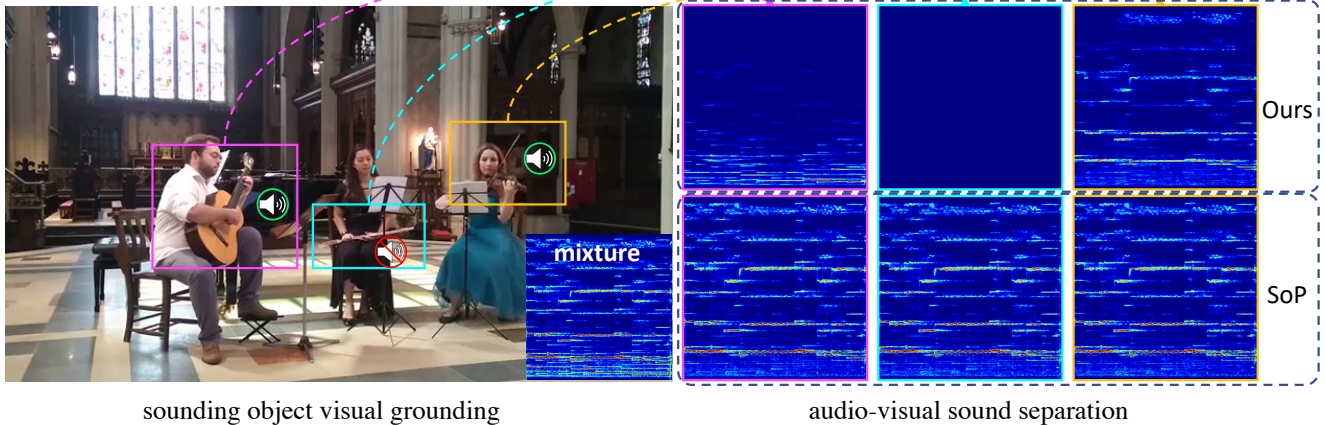 mixture
Ours
SoP
sounding object visual grounding
audio-visual sound separation